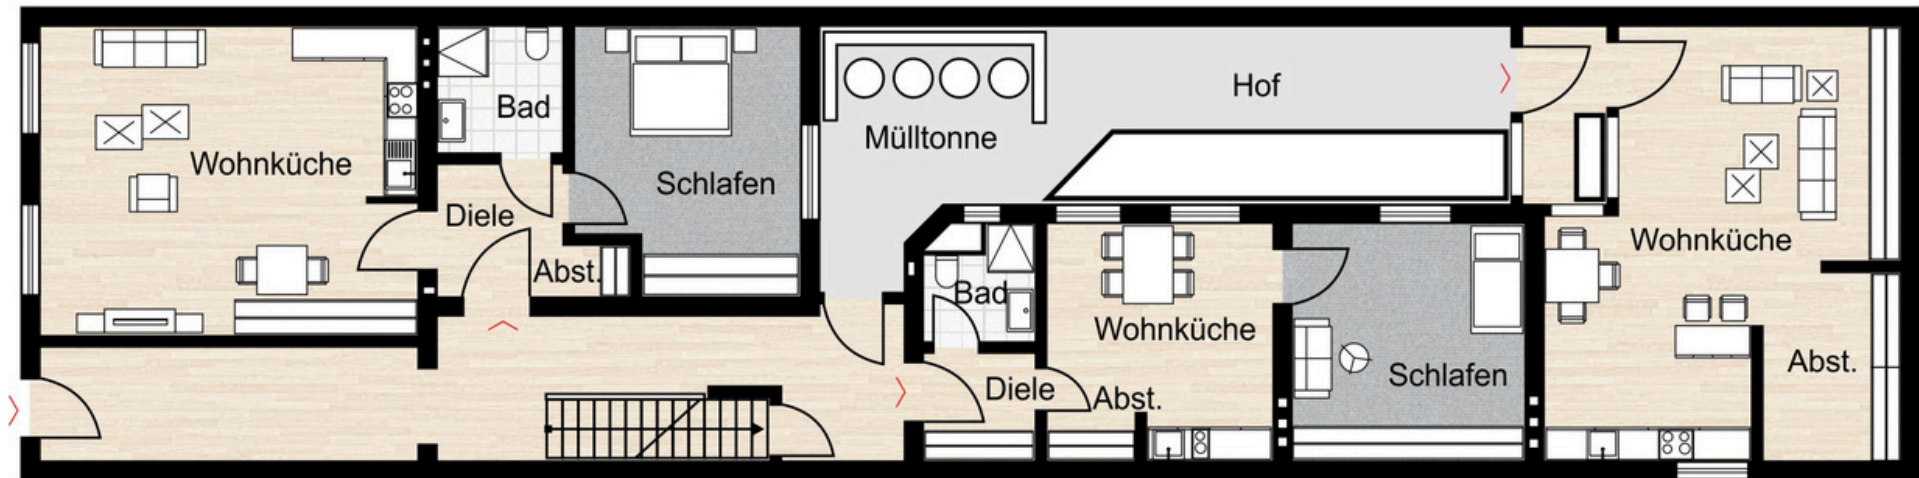 Wohnküche
Bad
Diele
Abst.
Schlafen
Mülltonne
Hof
Bad
Diele
Wohnküche
Abst.
Schlafen
Wohnküche
Abst.